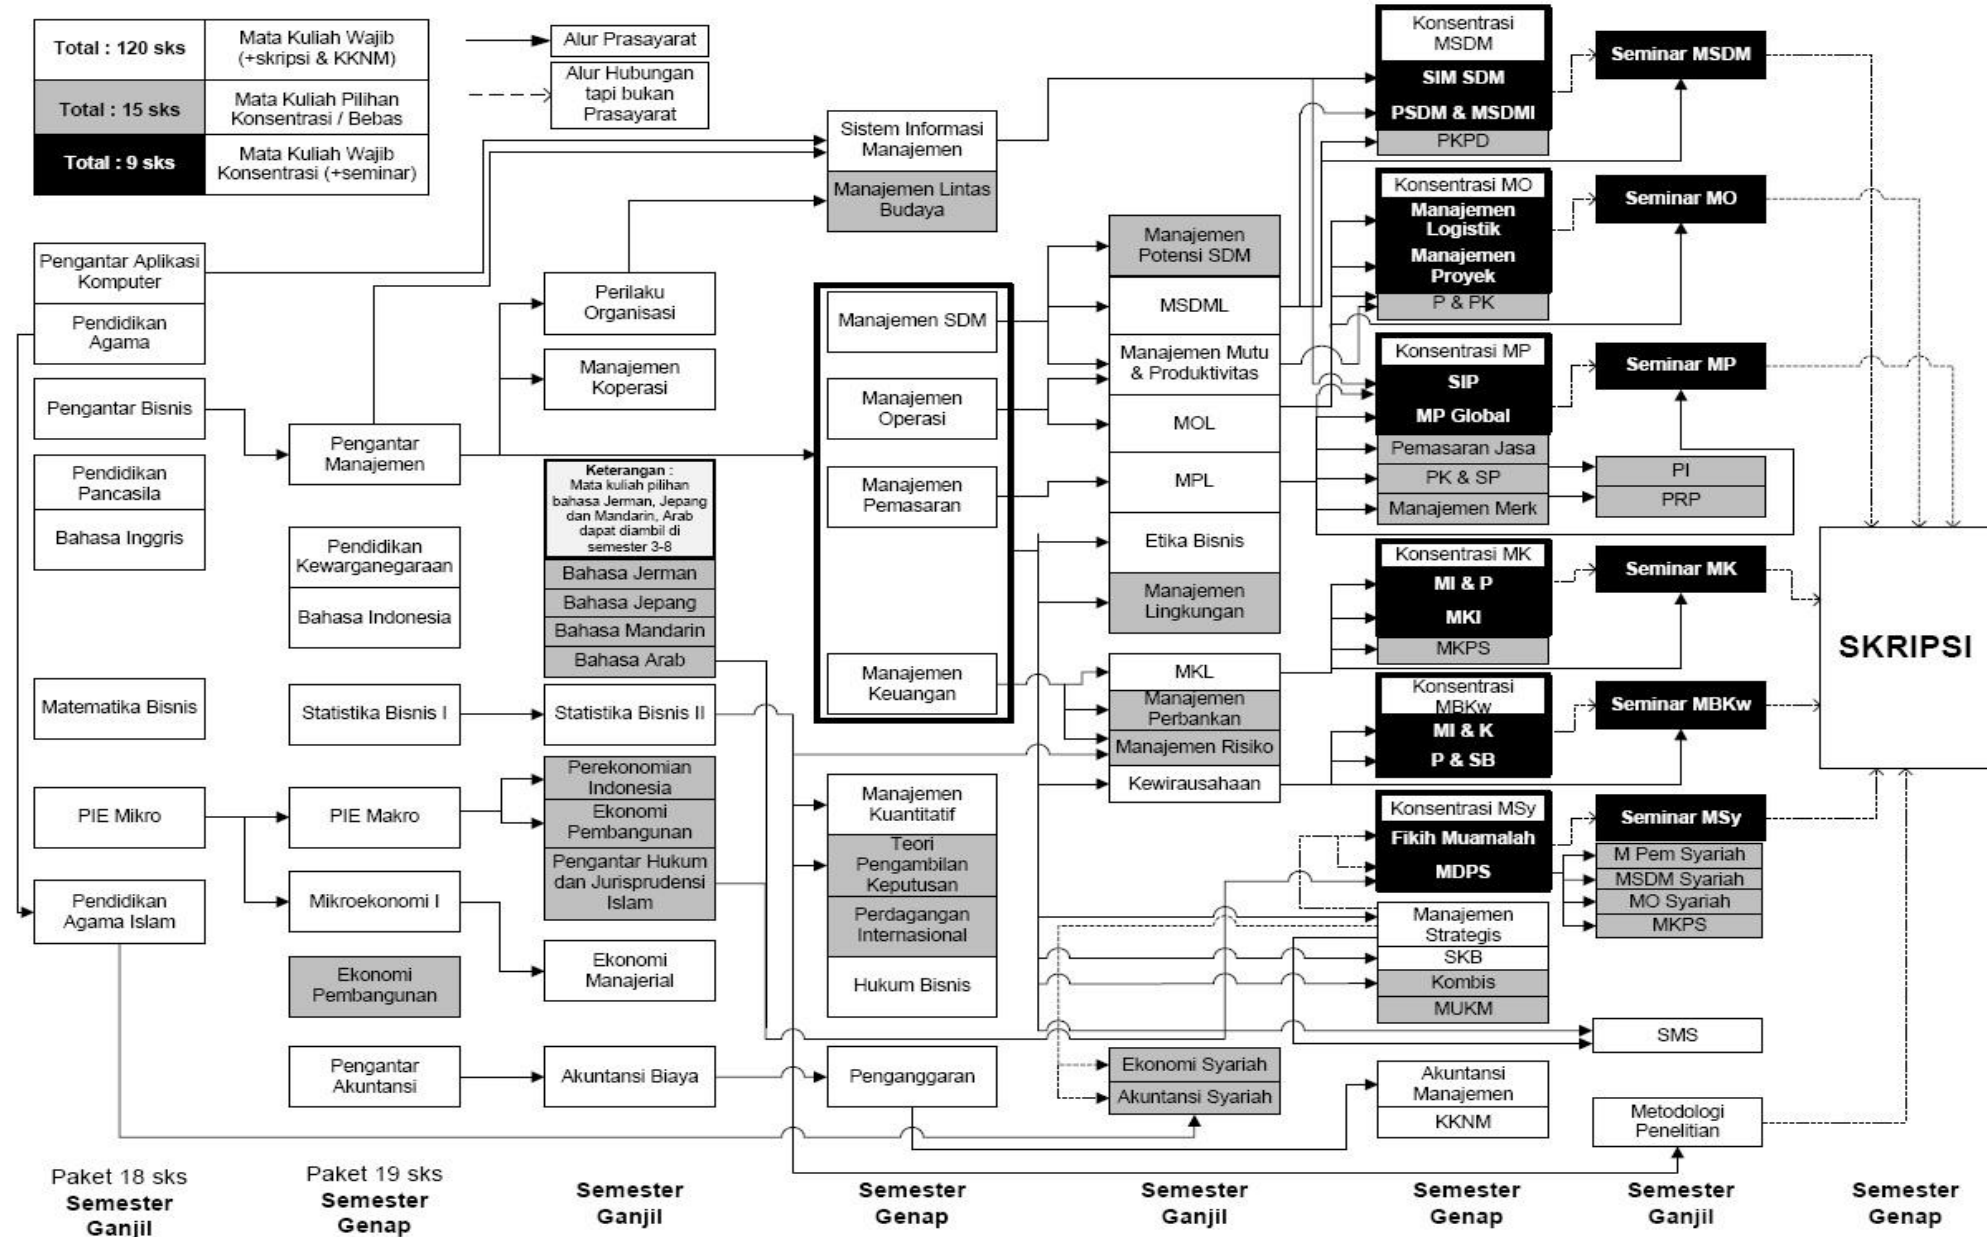 Total : 120 sks
Mata Kuliah Wajib
(+skripsi & KKNM)
Total : 15 sks
Mata Kuliah Pilihan
Konsentrasi / Bebas
Total : 9 sks
Mata Kuliah Wajib
Konsentrasi (+seminar)
Alur Prasayarat
Alur Hubungan
tapi bukan
Prasayarat
Pengantar Aplikasi
Komputer
Pendidikan
Agama
Pengantar Bisnis
Pendidikan
Pancasila
Bahasa Inggris
Matematika Bisnis
PIE Mikro
Pendidikan
Agama Islam
Paket 18 sks
Semester
Ganjil
Pengantar
Manajemen
Pendidikan
Kewarganegaraan
Bahasa Indonesia
Statistika Bisnis I
PIE Makro
Mikroekonomi I
Ekonomi
Pembangunan
Pengantar
Akuntansi
Paket 19 sks
Semester
Genap
Perilaku
Organisasi
Manajemen
Koperasi
Keterangan :
Mata kuliah pilihan
bahasa Jerman, Jepang
dan Mandarin, Arab
dapat diambil di
semester 3-8
Bahasa Jerman
Bahasa Jepang
Bahasa Mandarin
Bahasa Arab
Statistika Bisnis II
Perekonomian
Indonesia
Ekonomi
Pembangunan
Pengantar Hukum
dan Jurisprudensi
Islam
Ekonomi
Manajerial
Akuntansi Biaya
Semester
Ganjil
Sistem Informasi
Manajemen
Manajemen Lintas
Budaya
Manajemen SDM
Manajemen
Operasi
Manajemen
Pemasaran
Manajemen
Keuangan
Manajemen
Kuantitatif
Teori
Pengambilan
Keputusan
Perdagangan
Internasional
Hukum Bisnis
Penganggaran
Semester
Genap
Manajemen
Potensi SDM
MSDML
Manajemen Mutu
& Produktivitas
MOL
MPL
Etika Bisnis
Manajemen
Lingkungan
MKL
Manajemen
Perbankan
Manajemen Risiko
Kewirausahaan
Ekonomi Syariah
Akuntansi Syariah
Semester
Ganjil
Konsentrasi
MSDM
SIM SDM
PSDM & MSDMI
PKPD
Konsentrasi MO
Manajemen
Logistik
Manajemen
Proyek
P & PK
Konsentrasi MP
SIP
MP Global
Pemasaran Jasa
PK & SP
Manajemen Merk
Konsentrasi MK
MI & P
MKI
MKPS
Konsentrasi
MBKw
MI & K
P & SB
Konsentrasi MSy
Fikih Muamalah
MDPS
Manajemen
Strategis
SKB
Kombis
MUKM
Akuntansi
Manajemen
KKNM
Semester
Genap
Seminar MSDM
Seminar MO
Seminar MP
PI
PRP
Seminar MK
Seminar MBKw
Seminar MSy
M Pem Syariah
MSDM Syariah
MO Syariah
MKPS
SMS
Metodologi
Penelitian
Semester
Ganjil
SKRIPSI
Semester
Genap